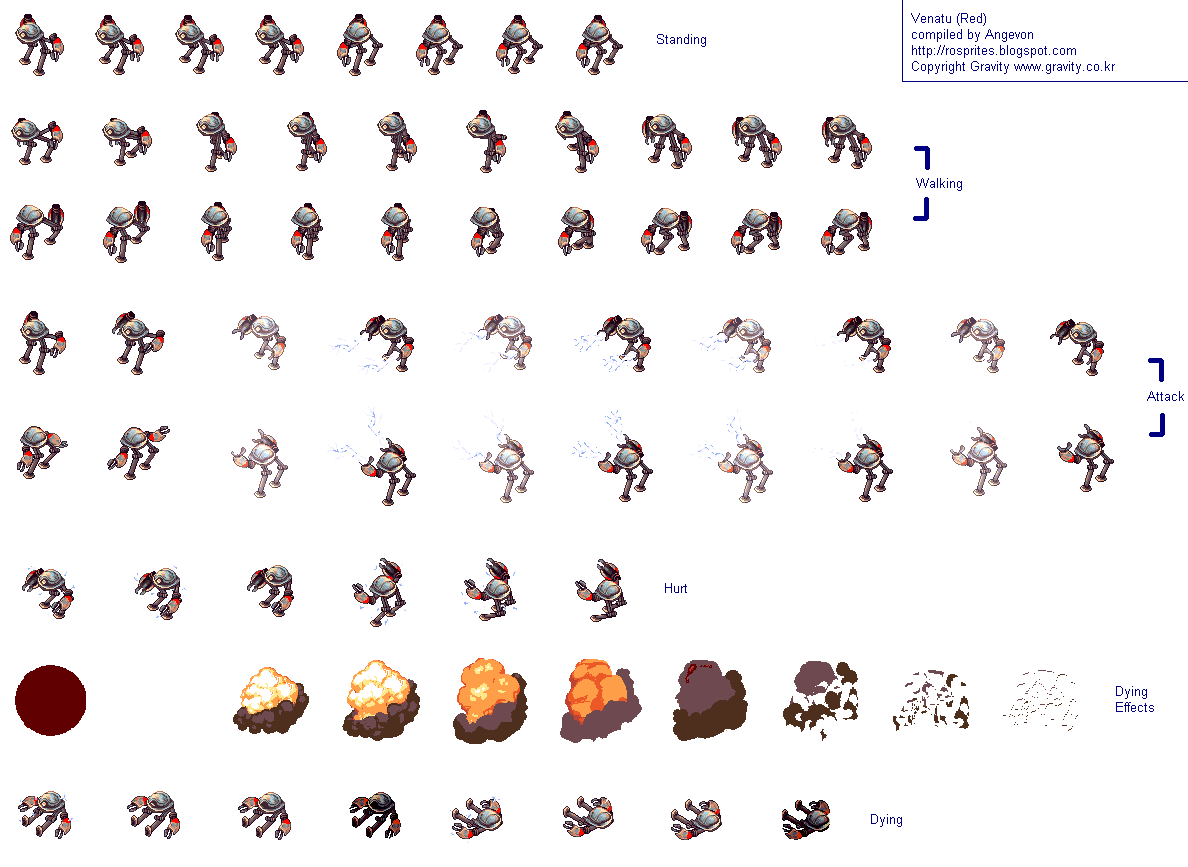 Venatu (Red)
compiled by Angevon
http://rosprites.blogspot.com
Copyright Gravity www.gravity.co.kr
Standing
Walking
Attack
Hurt
Dying
Effects
Dying